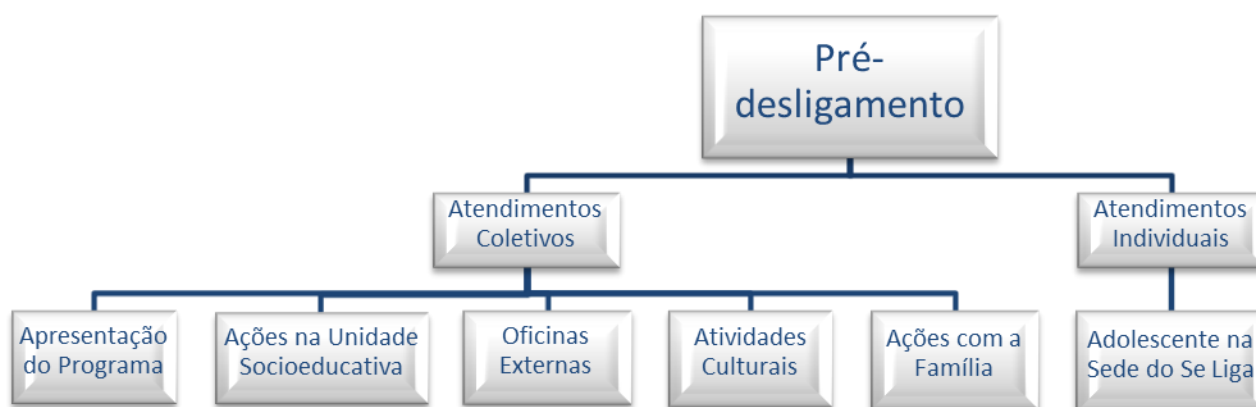 Pré-
desligamento
Atendimentos
Coletivos
Atendimentos
Individuais
Apresentação
do Programa
Ações na Unidade
Socioeducativa
Oficinas
Externas
Atividades
Culturais
Ações com a
Família
Adolescente na
Sede do Se Liga